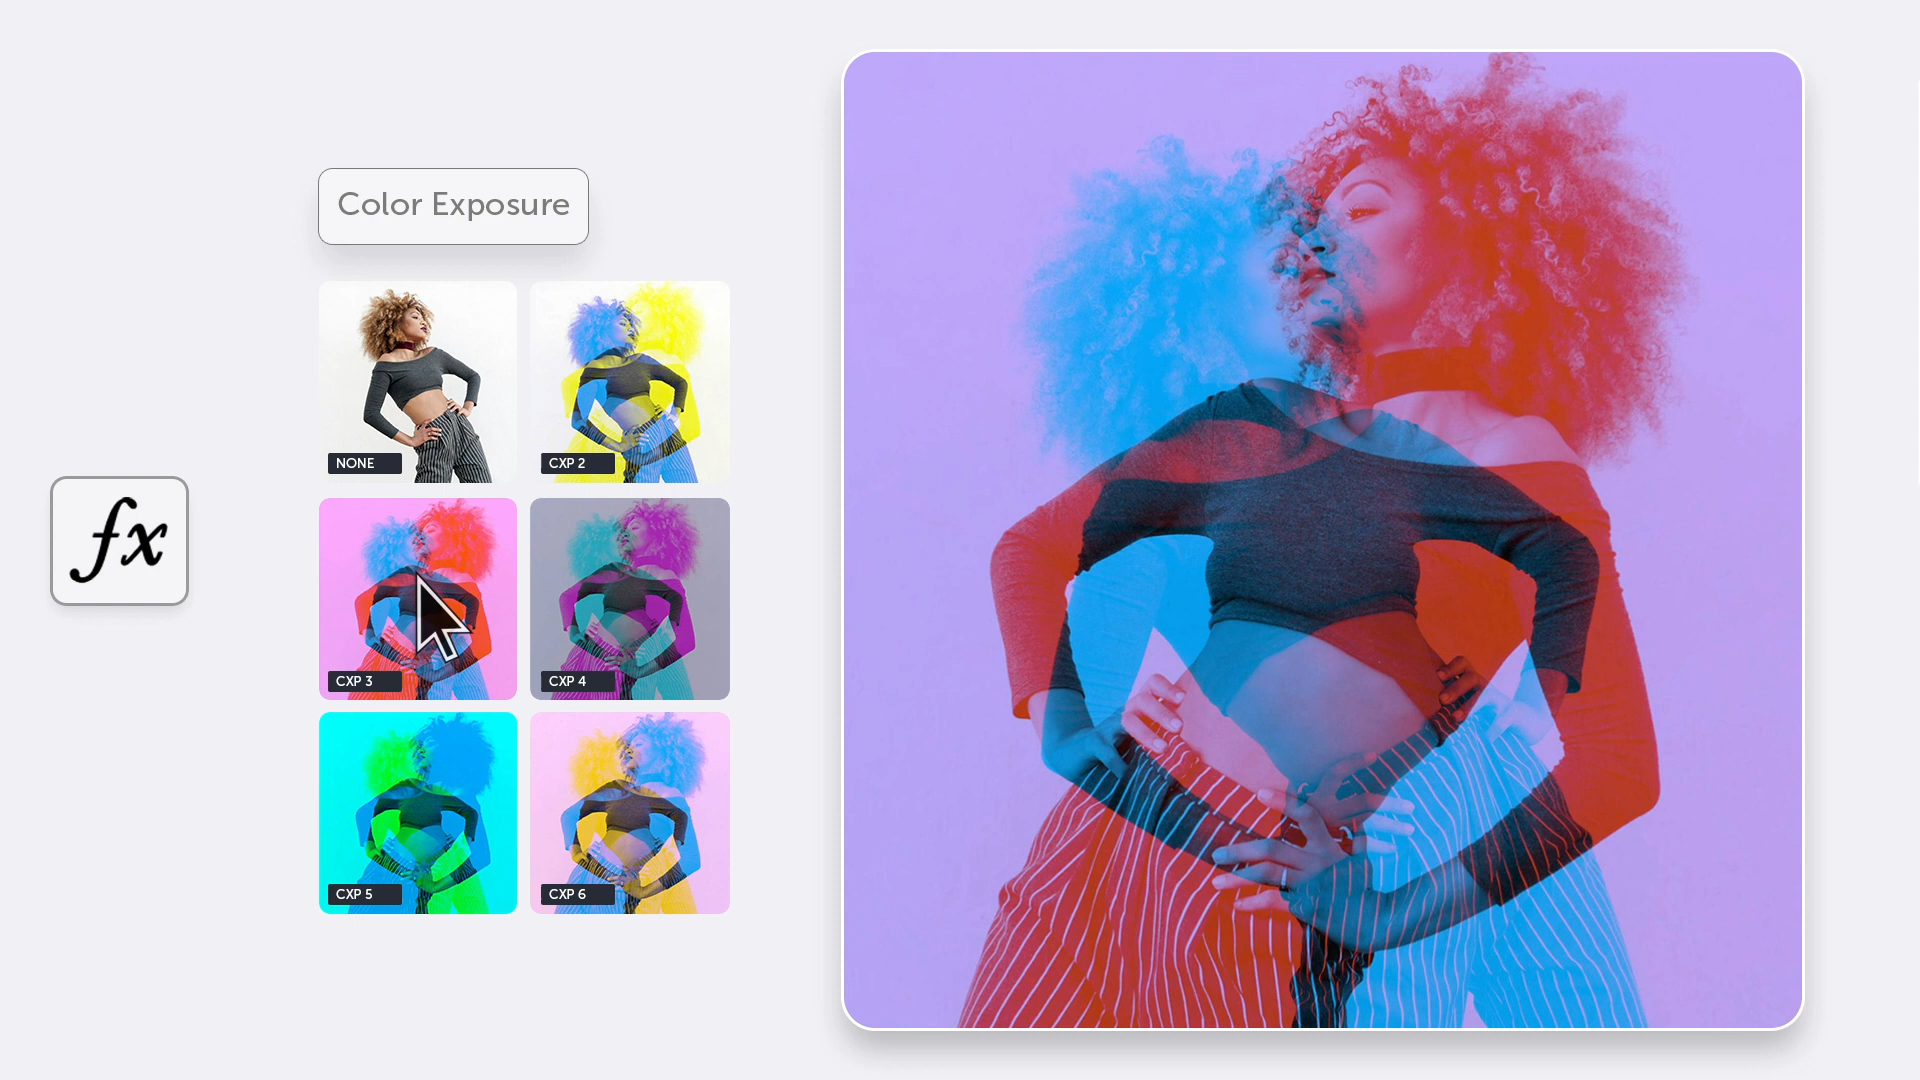 Color Exposure
NONE
CXP 2
fx
CXP 3
CXP 4
CXP 5
CXP 6